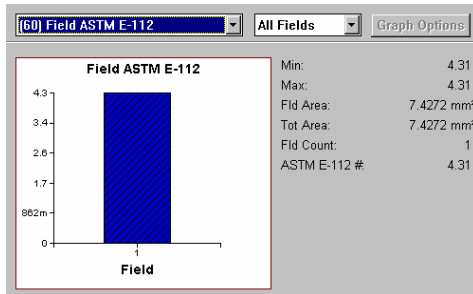 (60) Field ASTM E-112 All Fields Graph Options
Field ASTM E-112
4.3
3.4
2.6
1.7
862m
0
1
Field
Min: 4.31
Max: 4.31
Fld Area: 7.4272 mm²
Tot Area: 7.4272 mm²
Fld Count: 1
ASTM E-112 #: 4.31